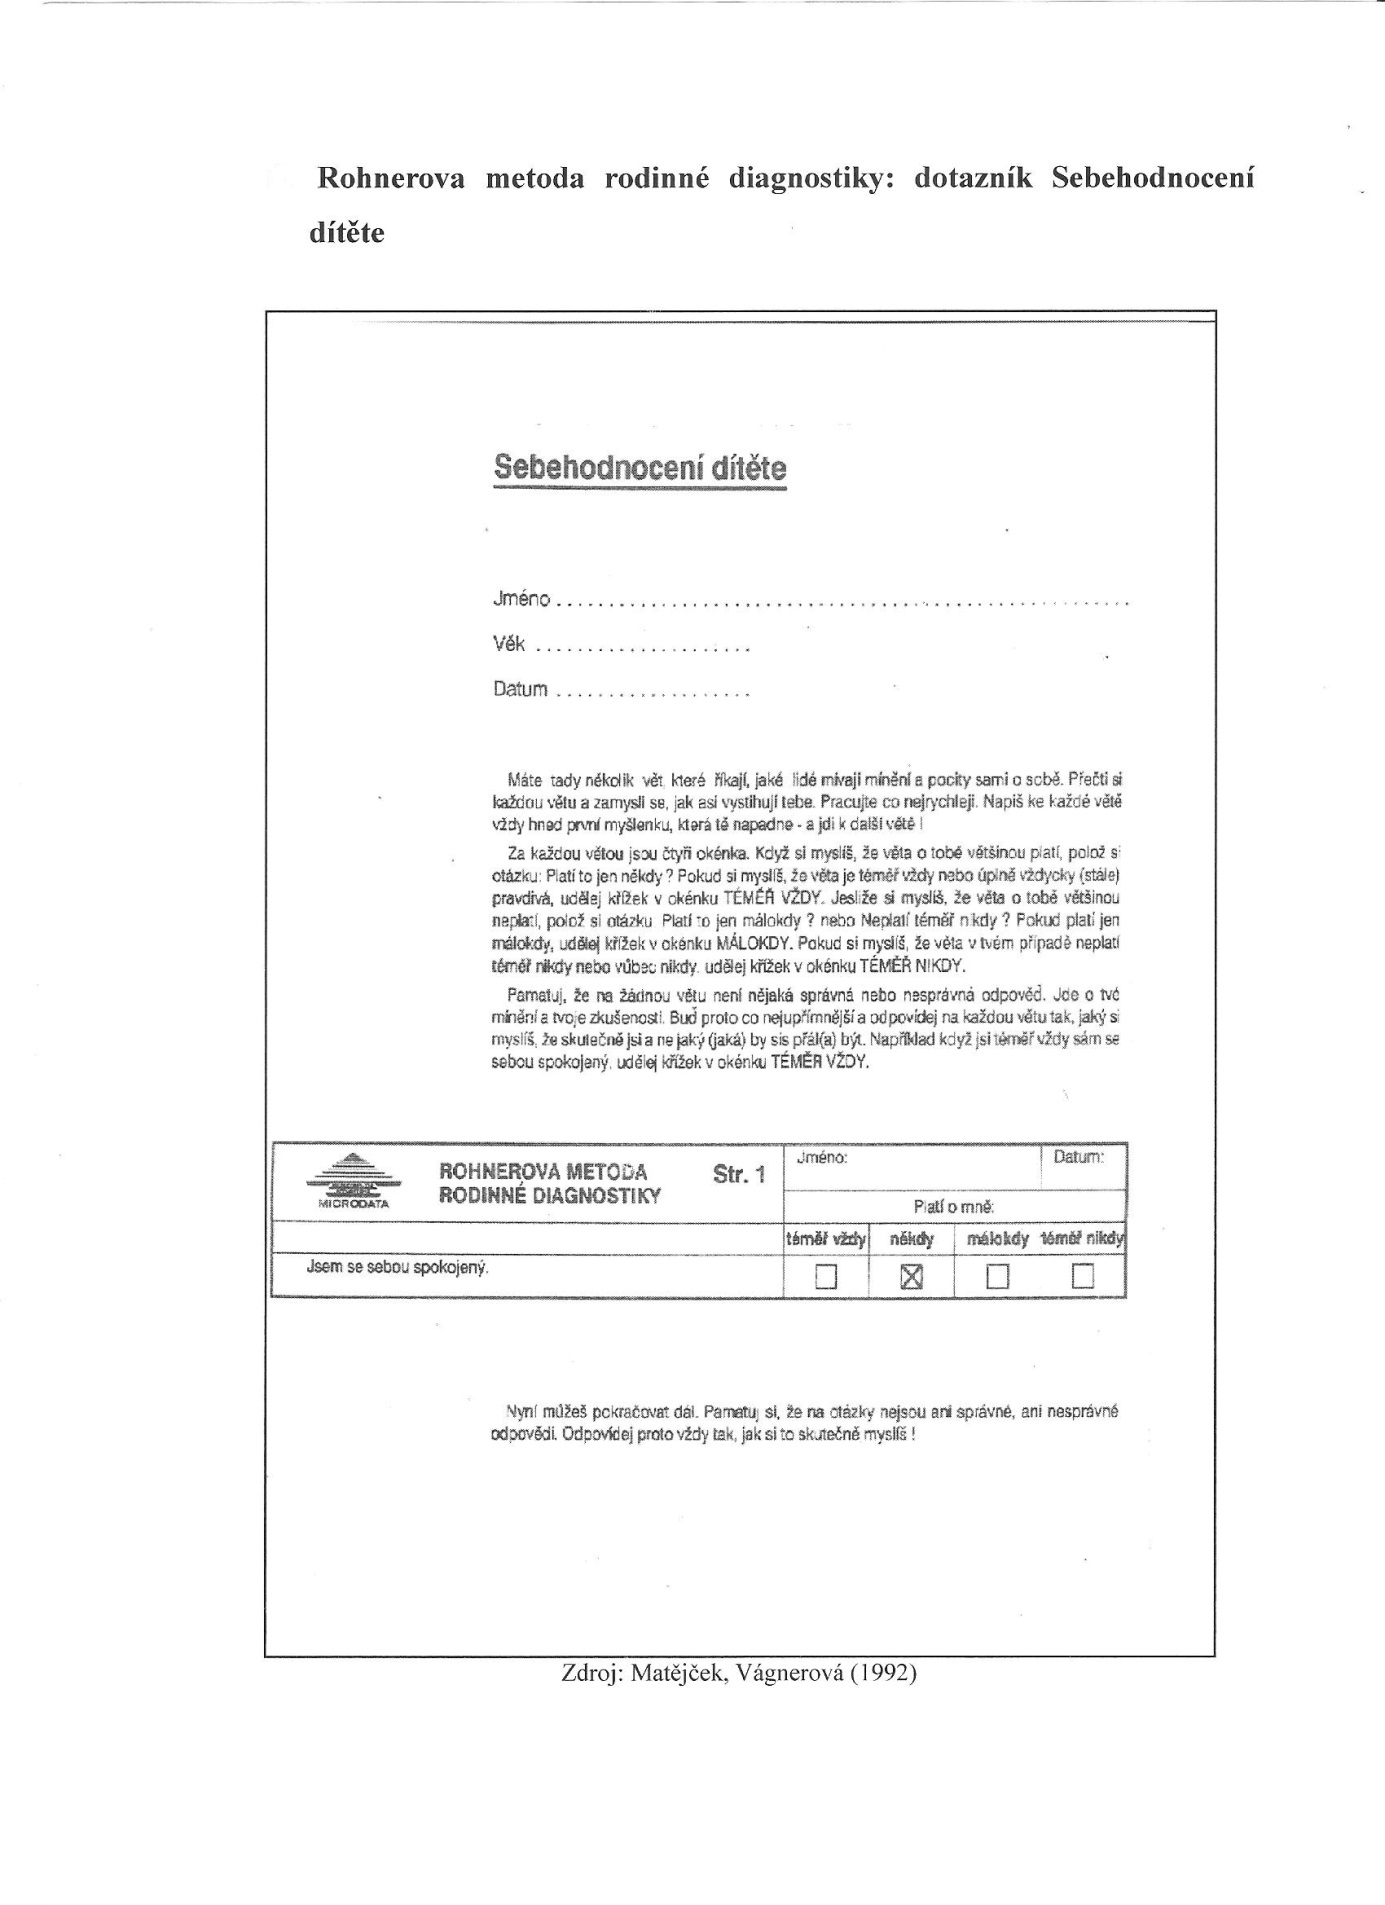 Rohnerova metoda rodinné diagnostiky: dotazník Sebehodnocení
dítěte
Sebehodnocení dítěte
Jméno ........................................................
Věk .....................
Datum ...................
Máte tady několik vět které říkají, jaké lidé mívají mínění a pocity sami o sobě. Přečti si
každou větu a zamysli se, jak asi vystihují tebe. Pracujte co nejrychleji. Napiš ke každé větě
vždy hned první myšlenku, která tě napadne - a jdi k další větě !
Za každou větou jsou čtyři okénka. Když si myslíš, že věta o tobě většinou platí, polož si
otázku: Platí to jen někdy ? Pokud si myslíš, že věta je téměř vždy nebo úplně vždycky (stále)
pravdivá, udělej křížek v okénku TÉMĚŘ VŽDY. Jesliže si myslíš, že věta o tobě většinou
neplatí, polož si otázku Platí to jen málokdy ? nebo Neplatí téměř nikdy ? Pokud platí jen
málokdy, udělej křížek v okénku MÁLOKDY. Pokud si myslíš, že věta v tvém případě neplatí
téměř nikdy nebo vůbec nikdy, udělej křížek v okénku TÉMĚŘ NIKDY.
Pamatuj, že na žádnou větu není nějaká správná nebo nesprávná odpověď. Jde o tvé
mínění a tvoje zkušenosti. Buď proto co nejupřímnější a odpovídej na každou větu tak, jaký si
myslíš, že skutečně jsi a ne jaký (jaká) by sis přál(a) být. Například když jsi téměř vždy sám se
sebou spokojený, udělej křížek v okénku TÉMĚŘ VŽDY.
MICRODATA
ROHNEROVA METODA
RODINNÉ DIAGNOSTIKY
Str. 1
Jméno: Datum:
Platí o mně:
téměř vždy někdy málokdy téměř nikdy
Jsem se sebou spokojený.
Nyní můžeš pokračovat dál. Pamatuj si, že na otázky nejsou ani správné, ani nesprávné
odpovědi. Odpovídej proto vždy tak, jak si to skutečně myslíš !
Zdroj: Matějček, Vágnerová (1992)